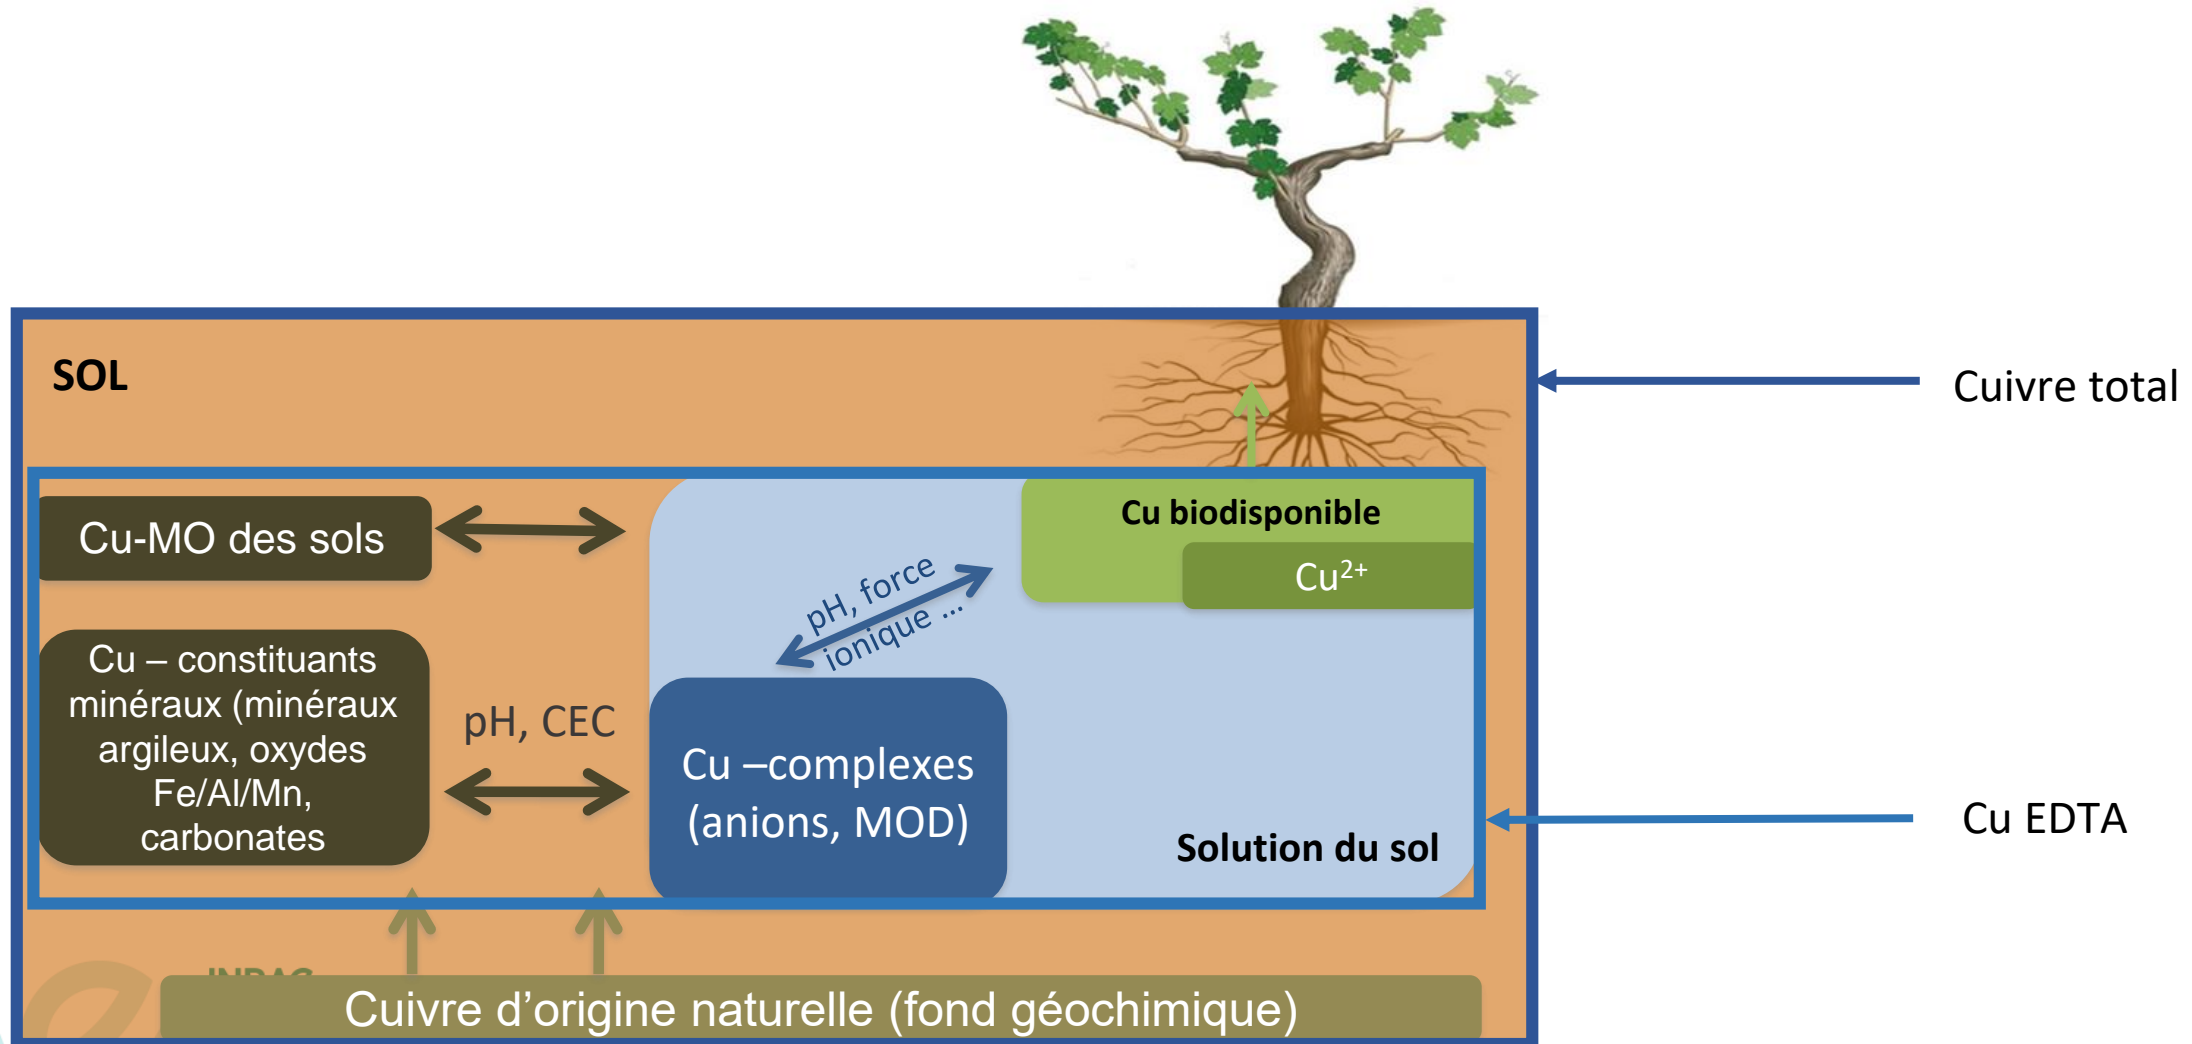 SOL
Cuivre total
Cu-MO des sols
Cu biodisponible
Cu²⁺
pH, force
ionique ...
Cu – constituants
minéraux (minéraux
argileux, oxydes
Fe/Al/Mn,
carbonates
pH, CEC
Cu –complexes
(anions, MOD)
Solution du sol
Cu EDTA
Cuivre d’origine naturelle (fond géochimique)